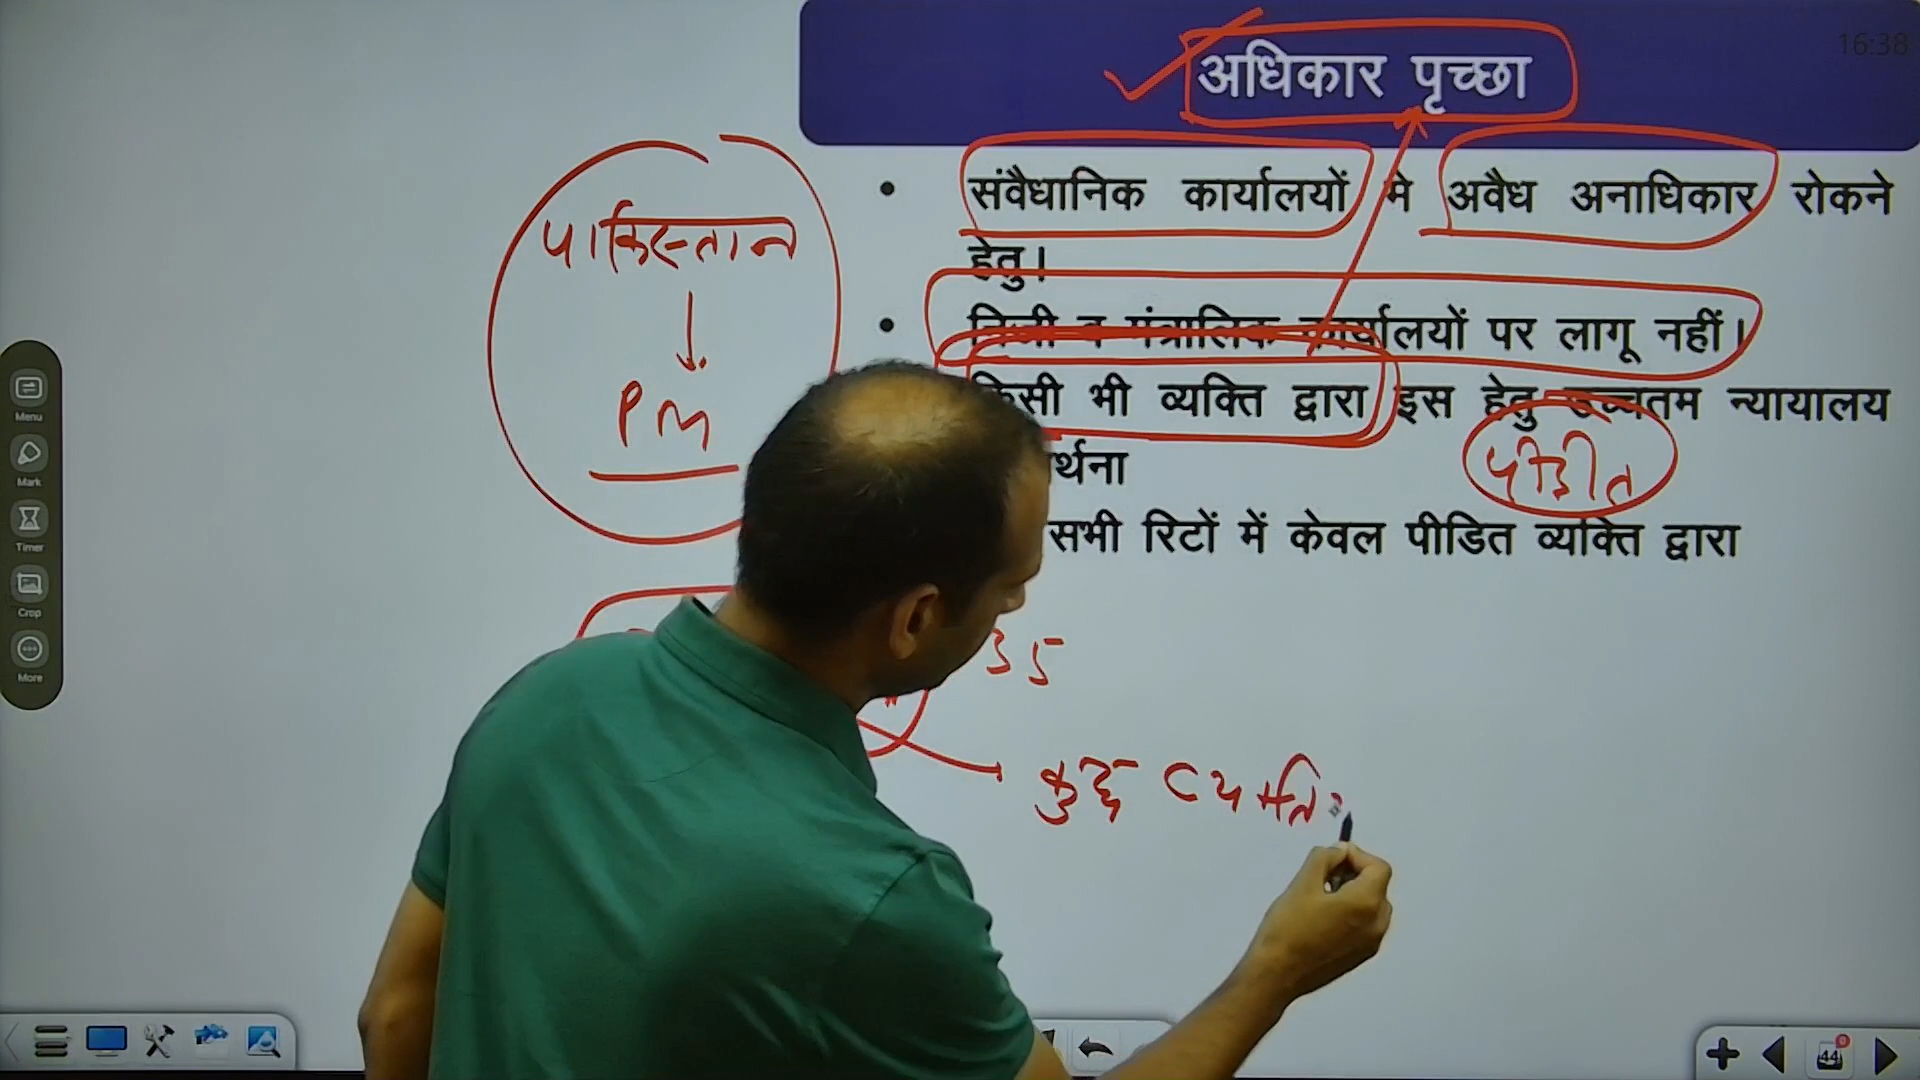 16:38
अधिकार पृच्छा
• संवैधानिक कार्यालयों मे अवैध अनाधिकार रोकने
हेतु।
• निजी व मंत्रालिक कार्यालयों पर लागू नहीं।
किसी भी व्यक्ति द्वारा इस हेतु उच्चतम न्यायालय
र्थना
सभी रिटों में केवल पीडित व्यक्ति द्वारा
पाकिस्तान
PM
पीडीत
35
कुछ व्यक्ति
Menu
Mark
Timer
Crop
More
44